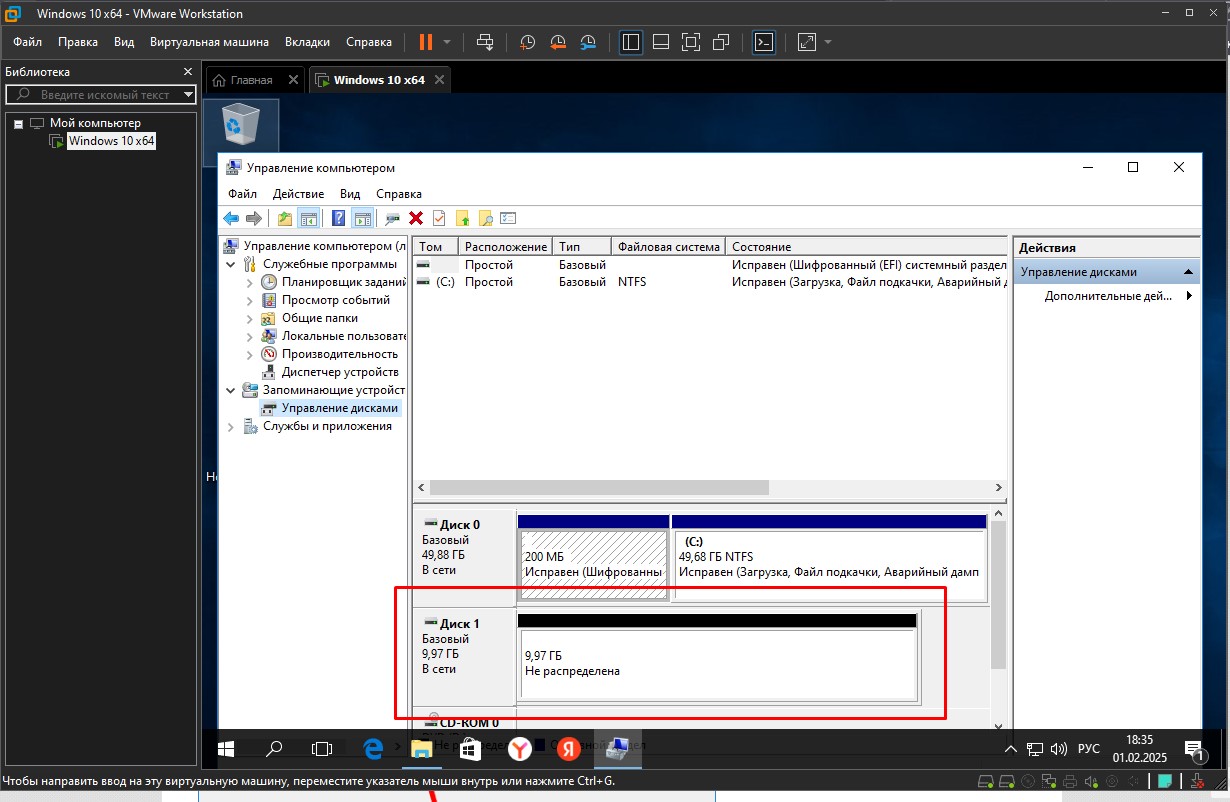 Windows 10 x64 - VMware Workstation
Файл Правка Вид Виртуальная машина Вкладки Справка
Библиотека
Введите искомый текст
Мой компьютер
Windows 10 x64
Главная
Windows 10 x64
Управление компьютером
Файл Действие Вид Справка
Управление компьютером (л
Служебные программы
Планировщик заданий
Просмотр событий
Общие папки
Локальные пользовате
Производительность
Диспетчер устройств
Запоминающие устройст
Управление дисками
Службы и приложения
Том Расположение Тип Файловая система Состояние
Простой Базовый Исправен (Шифрованный (EFI) системный раздел
(C:) Простой Базовый NTFS Исправен (Загрузка, Файл подкачки, Аварийный д
Действия
Управление дисками
Дополнительные дей...
Диск 0
Базовый
49,88 ГБ
В сети
200 МБ
Исправен (Шифрованны
(C:)
49,68 ГБ NTFS
Исправен (Загрузка, Файл подкачки, Аварийный дамп
Диск 1
Базовый
9,97 ГБ
В сети
9,97 ГБ
Не распределена
CD-ROM 0
РУС
18:35
01.02.2025
1
Чтобы направить ввод на эту виртуальную машину, переместите указатель мыши внутрь или нажмите Ctrl+G.